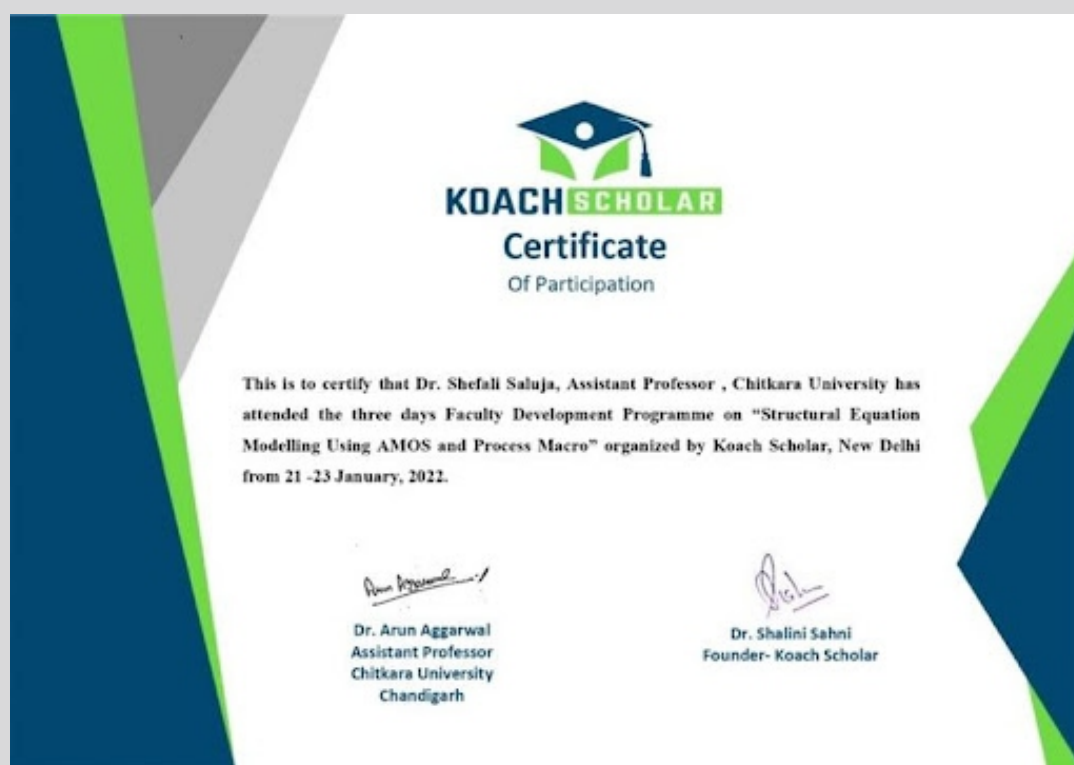 KOACH SCHOLAR
Certificate
Of Participation
This is to certify that Dr. Shefali Saluja, Assistant Professor , Chitkara University has
attended the three days Faculty Development Programme on “Structural Equation
Modelling Using AMOS and Process Macro” organized by Koach Scholar, New Delhi
from 21 -23 January, 2022.
Arun Aggarwal
Dr. Arun Aggarwal
Assistant Professor
Chitkara University
Chandigarh
Dr. Shalini Sahni
Founder- Koach Scholar